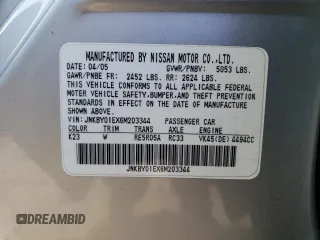 MANUFACTURED BY NISSAN MOTOR CO.,LTD.
DATE: 04/05 GVWR/PNBV: 5053 LBS.
GAWR/PNBE FR: 2452 LBS. RR: 2624 LBS.
THIS VEHICLE CONFORMS TO ALL APPLICABLE FEDERAL
MOTOR VEHICLE SAFETY-BUMPER-AND THEFT PREVENTION
STANDARDS IN EFFECT ON THE DATE OF MANUFACTURE
SHOWN ABOVE.
VIN: JNKBY01EX6M203344 PASSENGER CAR
COLOR TRIM TRANS AXLE ENGINE
K23 W RE5R05A RC33 VK45(DE) 4494CC
JNKBY01EX6M203344
DREAMBID